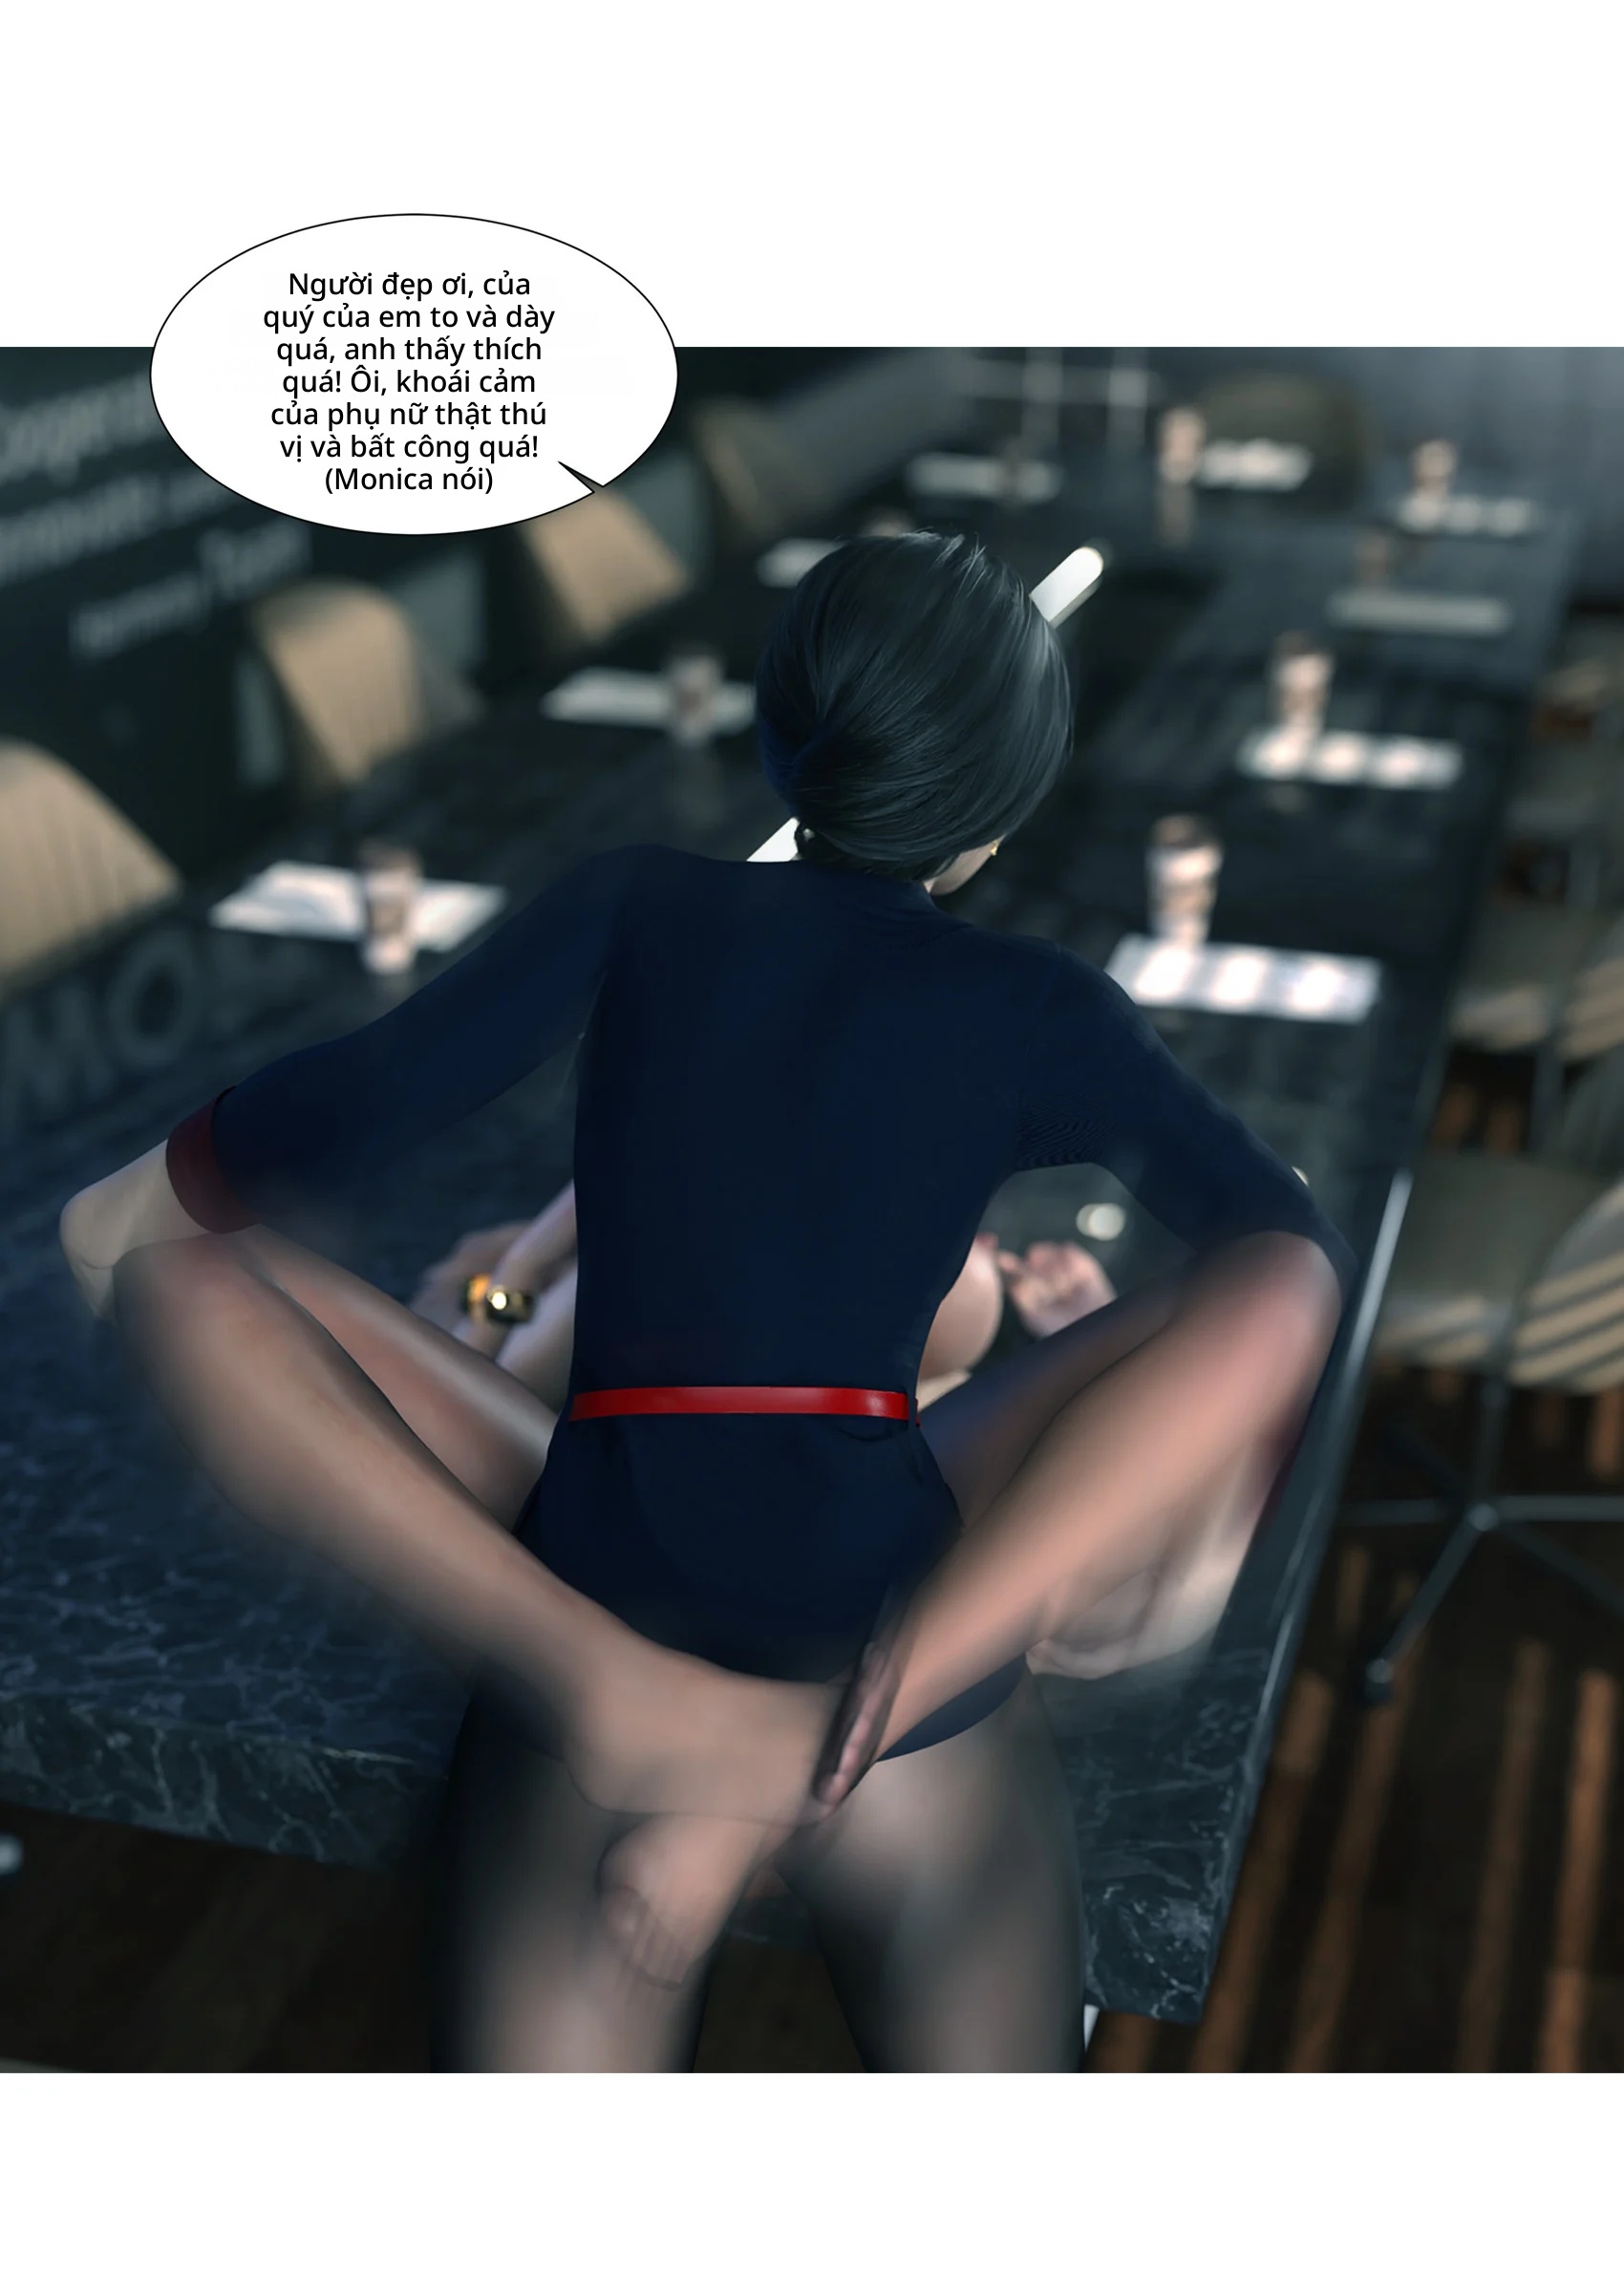 Người đẹp ơi, của
quý của em to và dày
quá, anh thấy thích
quá! Ôi, khoái cảm
của phụ nữ thật thú
vị và bất công quá!
(Monica nói)
MO